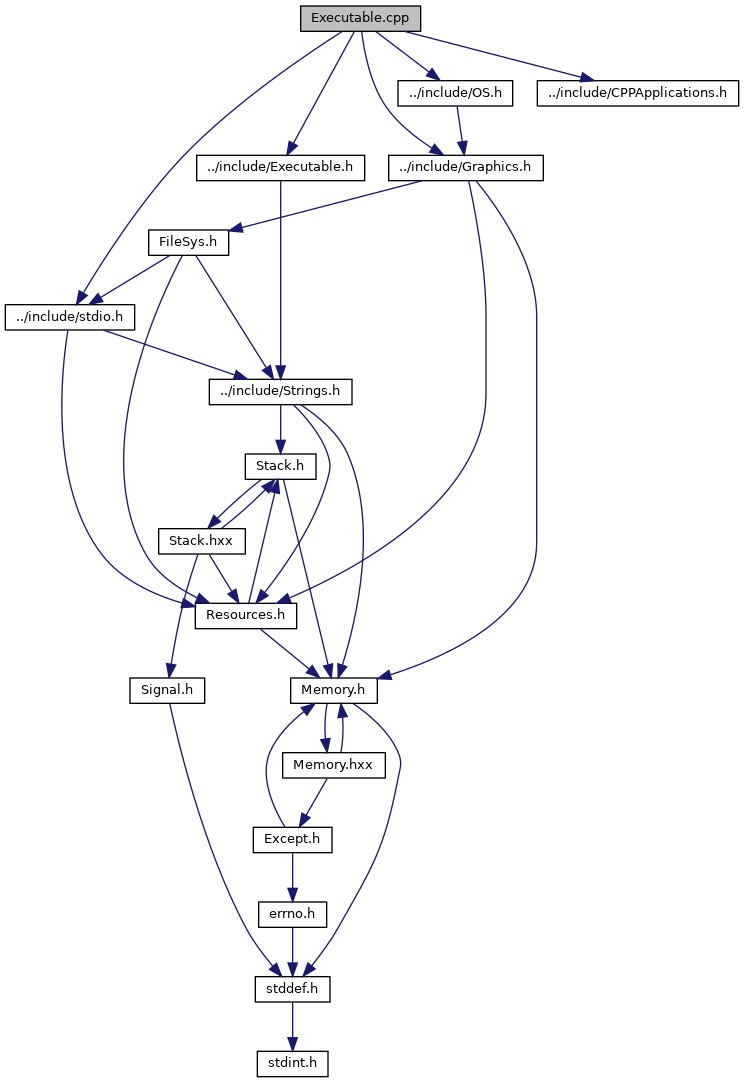 Executable.cpp
../include/OS.h
../include/CPPApplications.h
../include/Executable.h
../include/Graphics.h
FileSys.h
../include/stdio.h
../include/Strings.h
Stack.h
Stack.hxx
Resources.h
Signal.h
Memory.h
Memory.hxx
Except.h
errno.h
stddef.h
stdint.h